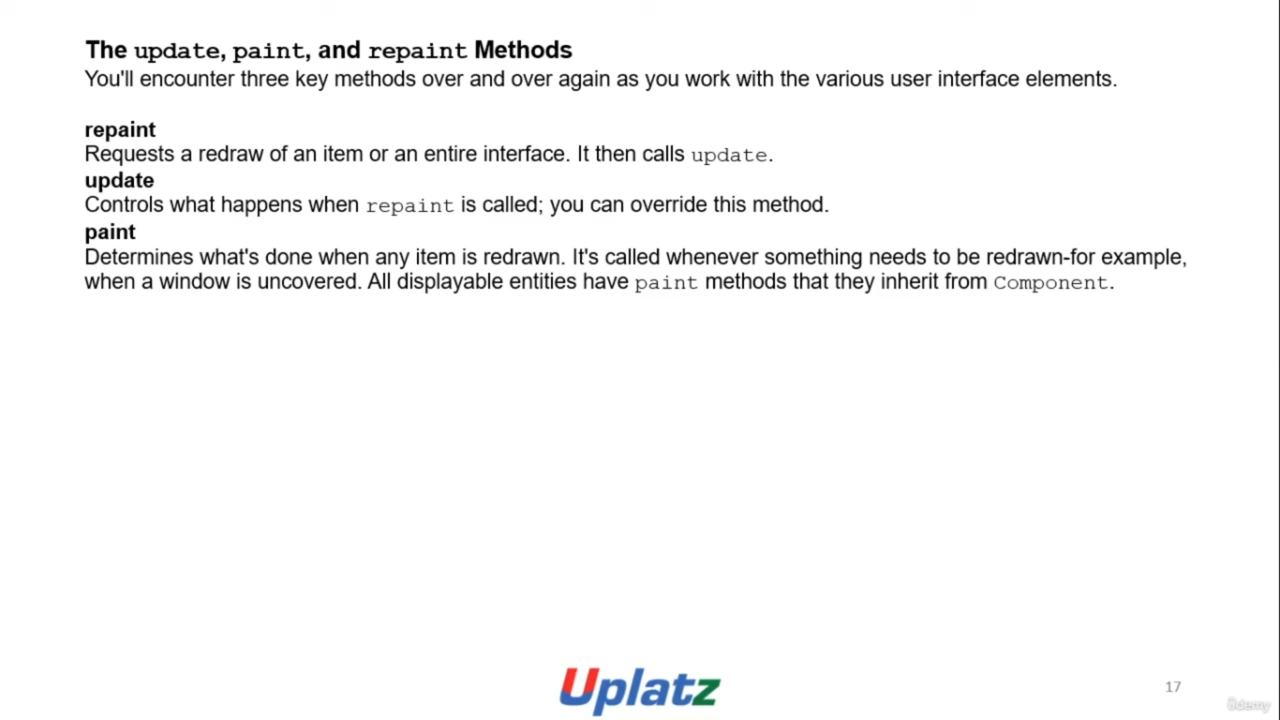 The update, paint, and repaint Methods
You'll encounter three key methods over and over again as you work with the various user interface elements.
repaint
Requests a redraw of an item or an entire interface. It then calls update.
update
Controls what happens when repaint is called; you can override this method.
paint
Determines what's done when any item is redrawn. It's called whenever something needs to be redrawn-for example,
when a window is uncovered. All displayable entities have paint methods that they inherit from Component.
Uplatz
17
ûdemy